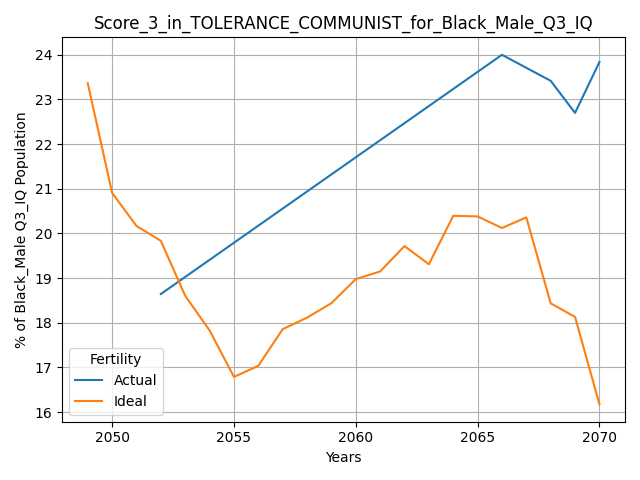 Score_3_in_TOLERANCE_COMMUNIST_for_Black_Male_Q3_IQ
% of Black_Male Q3_IQ Population
24
23
22
21
20
19
18
17
16
Fertility
Actual
Ideal
2050 2055 2060 2065 2070
Years